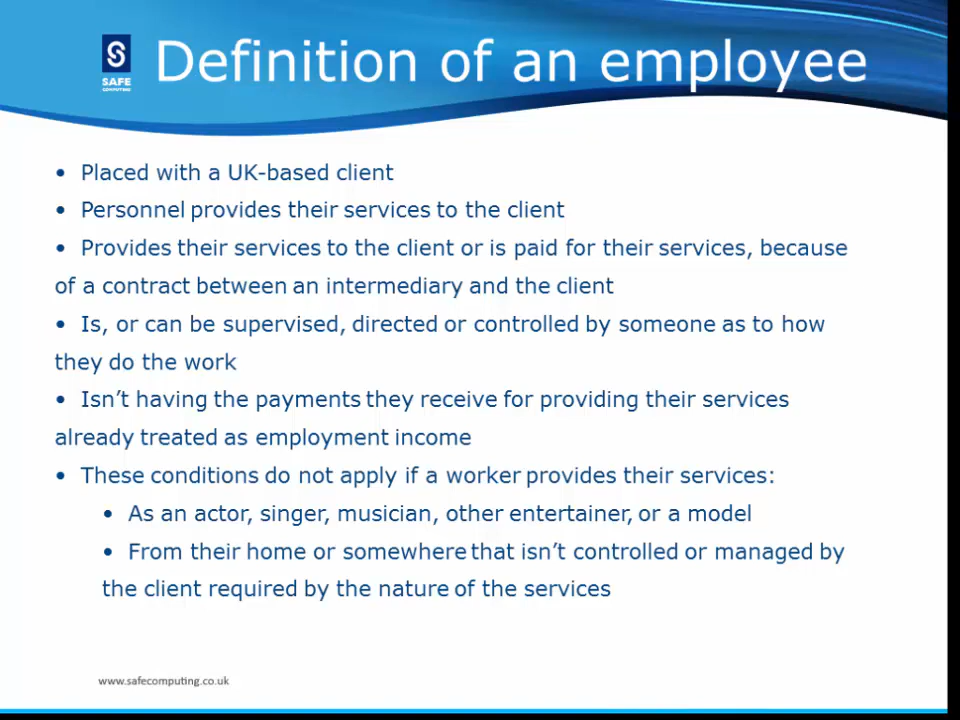 SAFE
COMPUTING
Definition of an employee
• Placed with a UK-based client
• Personnel provides their services to the client
• Provides their services to the client or is paid for their services, because
of a contract between an intermediary and the client
• Is, or can be supervised, directed or controlled by someone as to how
they do the work
• Isn’t having the payments they receive for providing their services
already treated as employment income
• These conditions do not apply if a worker provides their services:
• As an actor, singer, musician, other entertainer, or a model
• From their home or somewhere that isn’t controlled or managed by
the client required by the nature of the services
www.safecomputing.co.uk